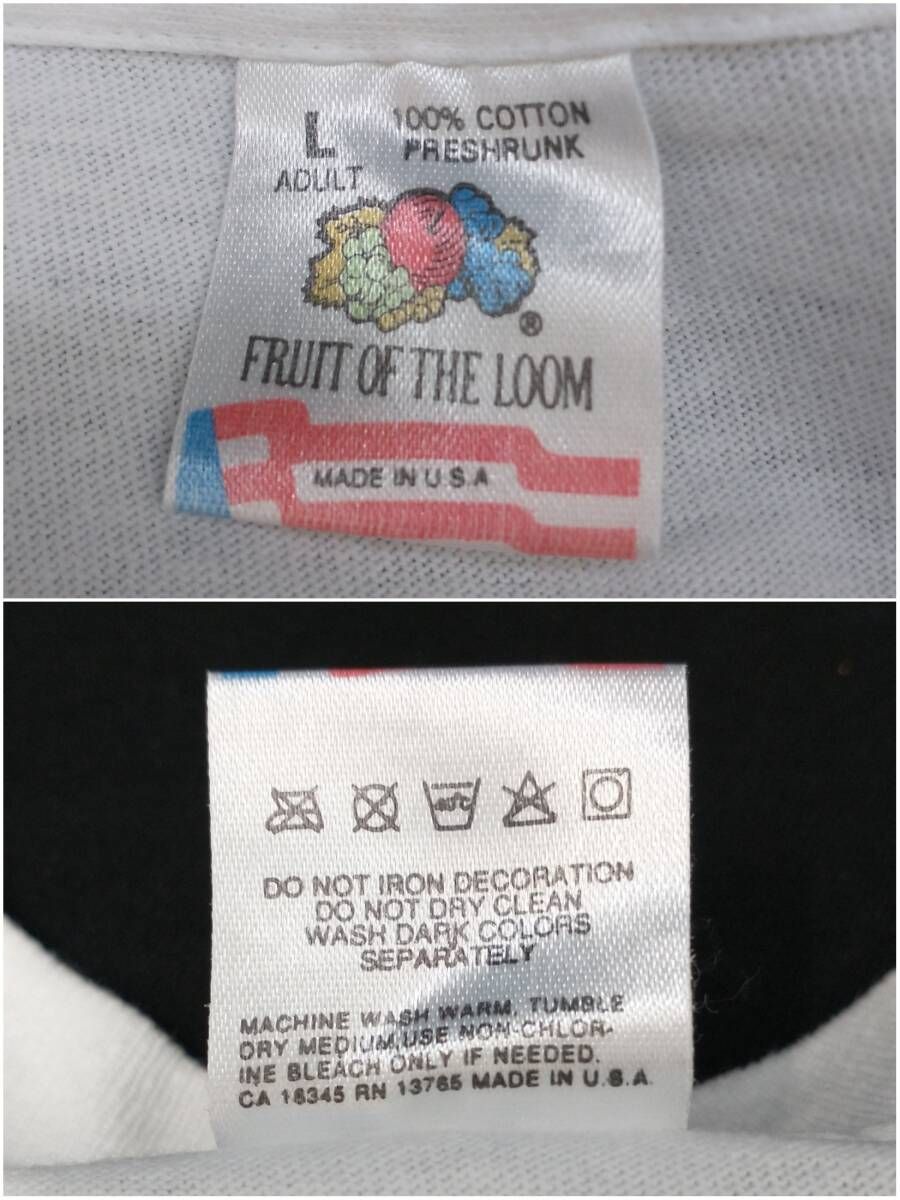 L
ADULT
100% COTTON
PRESHRUNK
®
FRUIT OF THE LOOM
MADE IN U.S.A
40°C
DO NOT IRON DECORATION
DO NOT DRY CLEAN
WASH DARK COLORS
SEPARATELY
MACHINE WASH WARM. TUMBLE
DRY MEDIUM, USE NON-CHLOR-
INE BLEACH ONLY IF NEEDED.
CA 16345 RN 13765 MADE IN U.S.A.